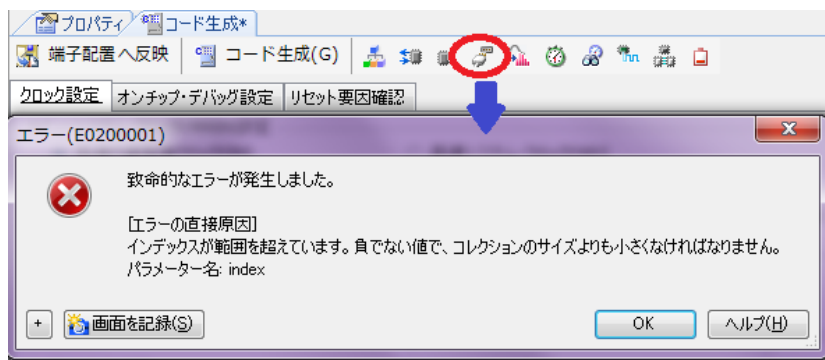 プロパティ コード生成*
端子配置へ反映 コード生成(G)
クロック設定 オンチップ・デバッグ設定 リセット要因確認
エラー(E0200001)
致命的なエラーが発生しました。
[エラーの直接原因]
インデックスが範囲を超えています。負でない値で、コレクションのサイズよりも小さくなければなりません。
パラメーター名: index
+ 画面を記録(S) OK ヘルプ(H)